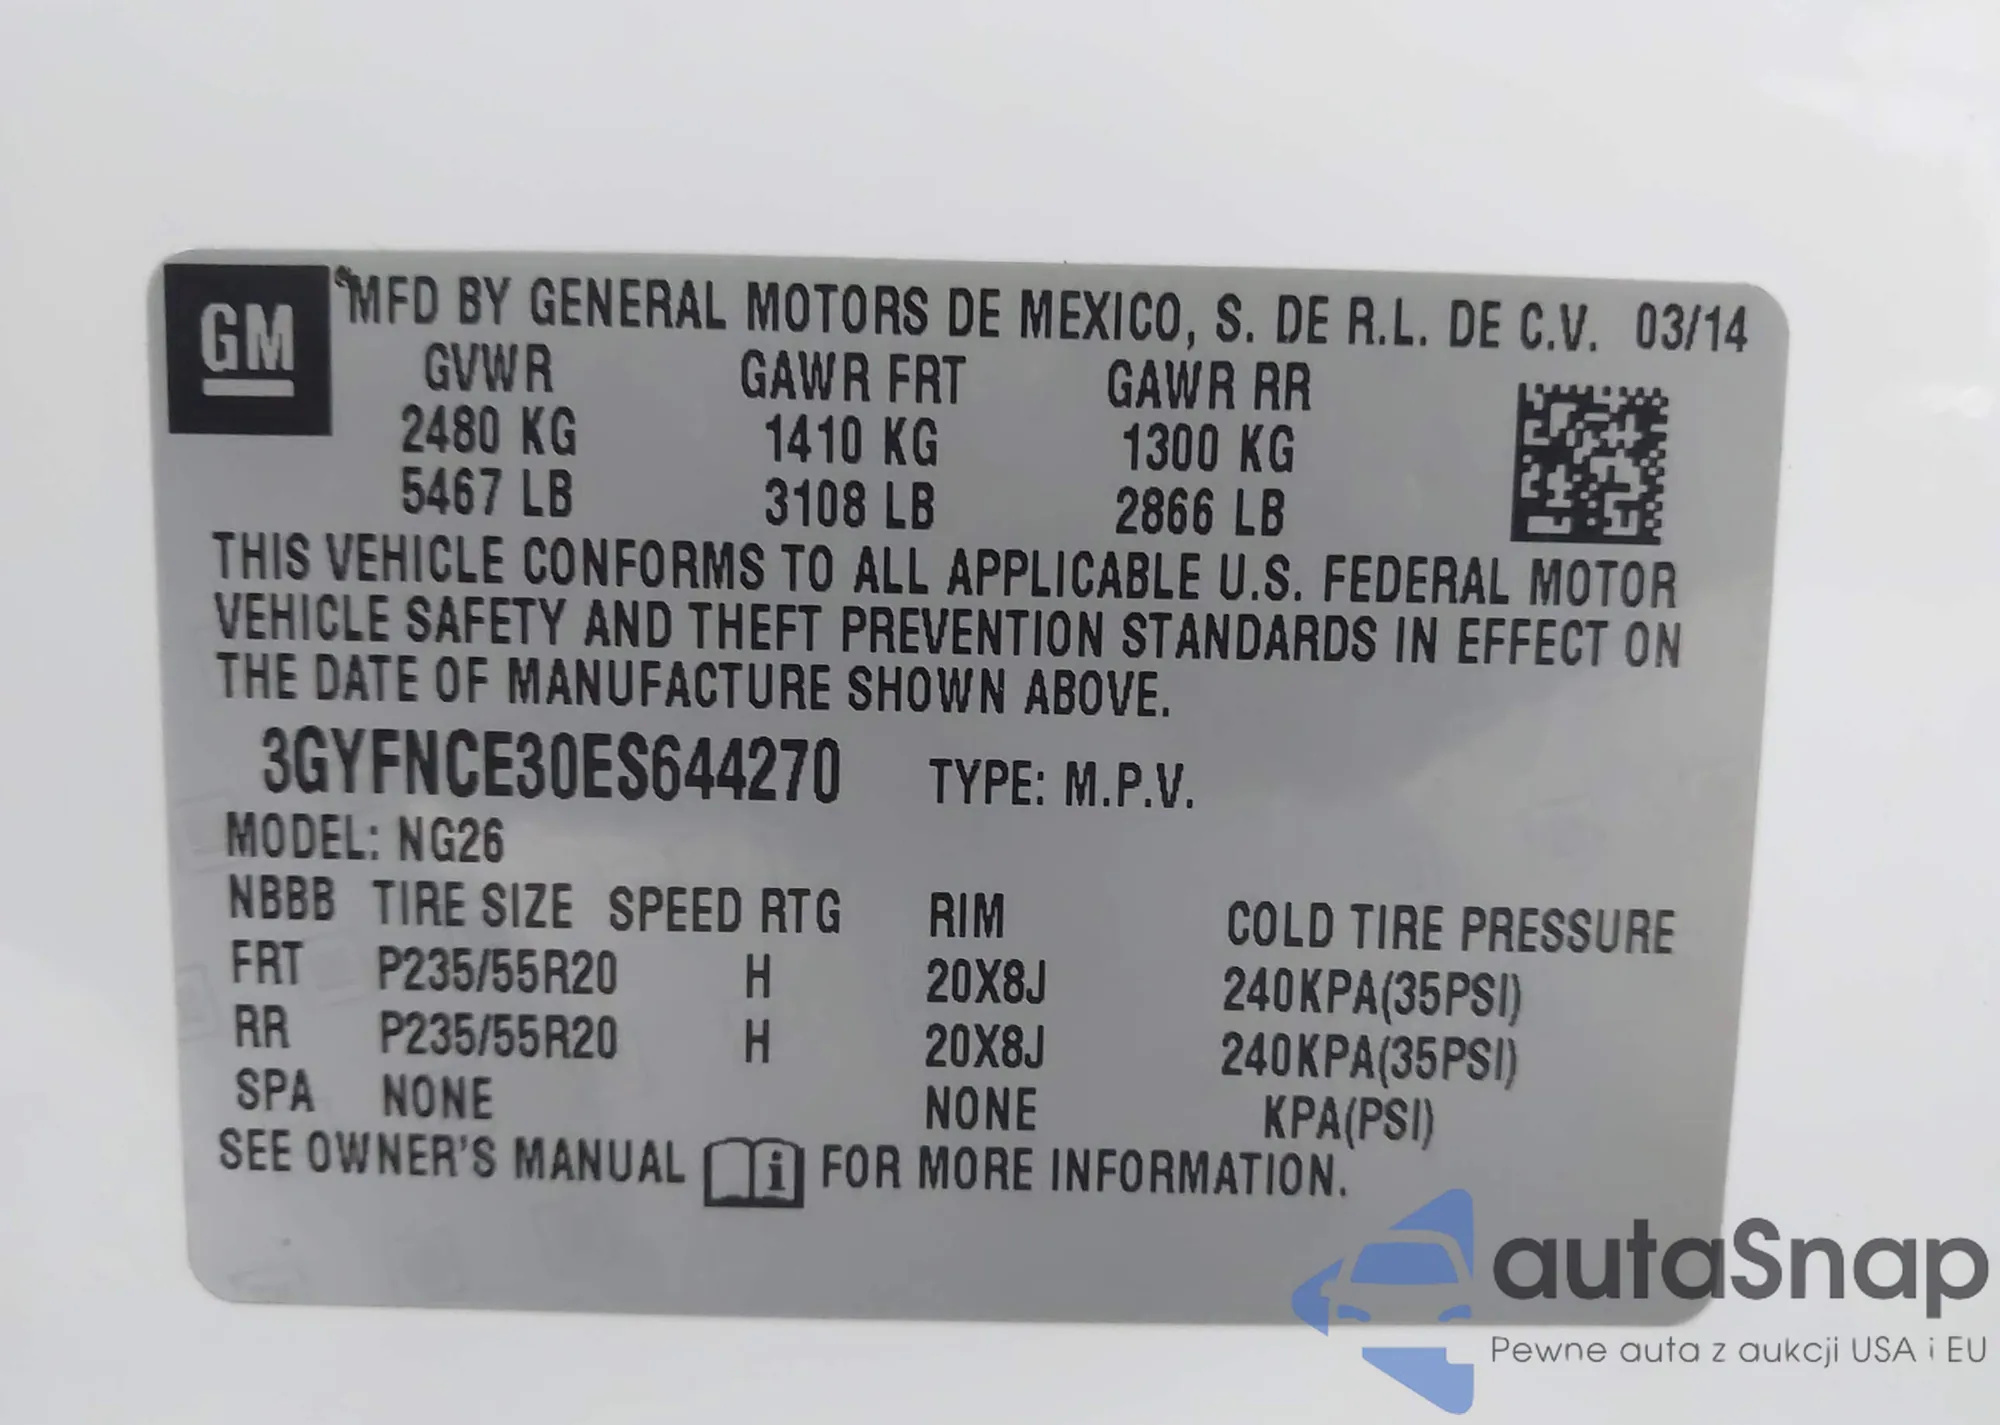 GM
MFD BY GENERAL MOTORS DE MEXICO, S. DE R.L. DE C.V. 03/14
GVWR GAWR FRT GAWR RR
2480 KG 1410 KG 1300 KG
5467 LB 3108 LB 2866 LB
THIS VEHICLE CONFORMS TO ALL APPLICABLE U.S. FEDERAL MOTOR
VEHICLE SAFETY AND THEFT PREVENTION STANDARDS IN EFFECT ON
THE DATE OF MANUFACTURE SHOWN ABOVE.
3GYFNCE30ES644270 TYPE: M.P.V.
MODEL: NG26
NBBB TIRE SIZE SPEED RTG RIM COLD TIRE PRESSURE
FRT P235/55R20 H 20X8J 240KPA(35PSI)
RR P235/55R20 H 20X8J 240KPA(35PSI)
SPA NONE NONE KPA(PSI)
SEE OWNER'S MANUAL i FOR MORE INFORMATION.
autaSnap
Pewne auta z aukcji USA i EU